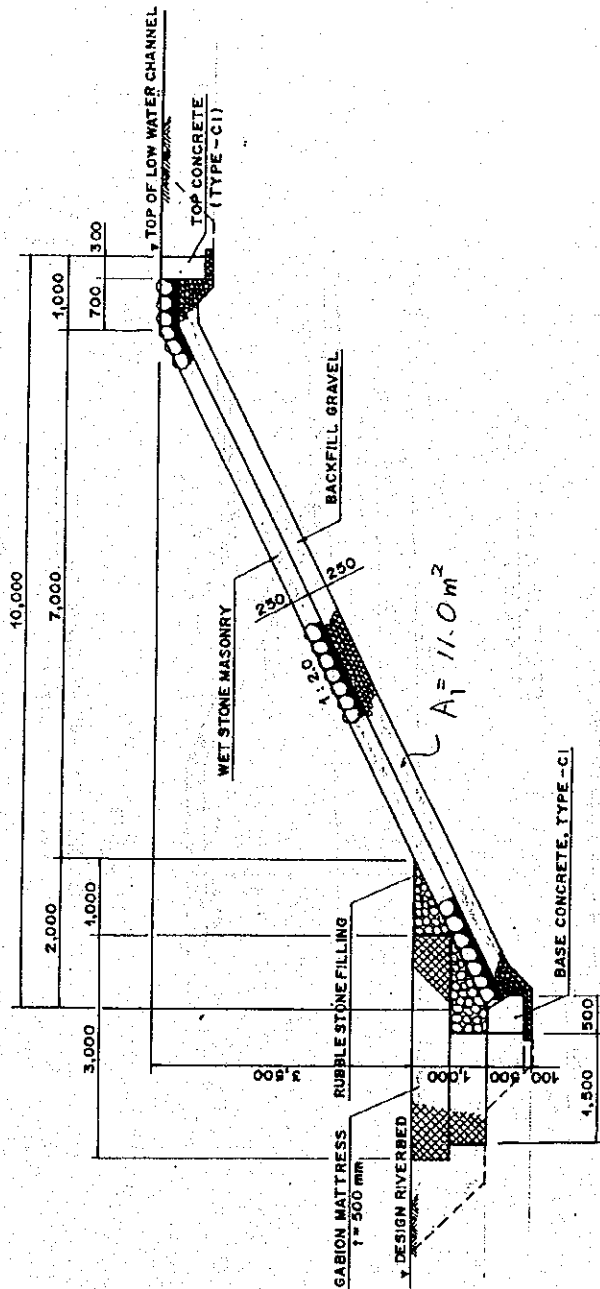 10,000
2,000
7,000
1,000
3,000
1,000
700
300
▼ TOP OF LOW WATER CHANNEL
TOP CONCRETE
(TYPE-C1)
WET STONE MASONRY
BACKFILL GRAVEL
250
250
1:2.0
A₁ = 11.0 m²
GABION MATTRESS
t = 500 mm
RUBBLE STONE FILLING
▼ DESIGN RIVERBED
3,500
1,000
500
100
1,500
500
BASE CONCRETE, TYPE-C1